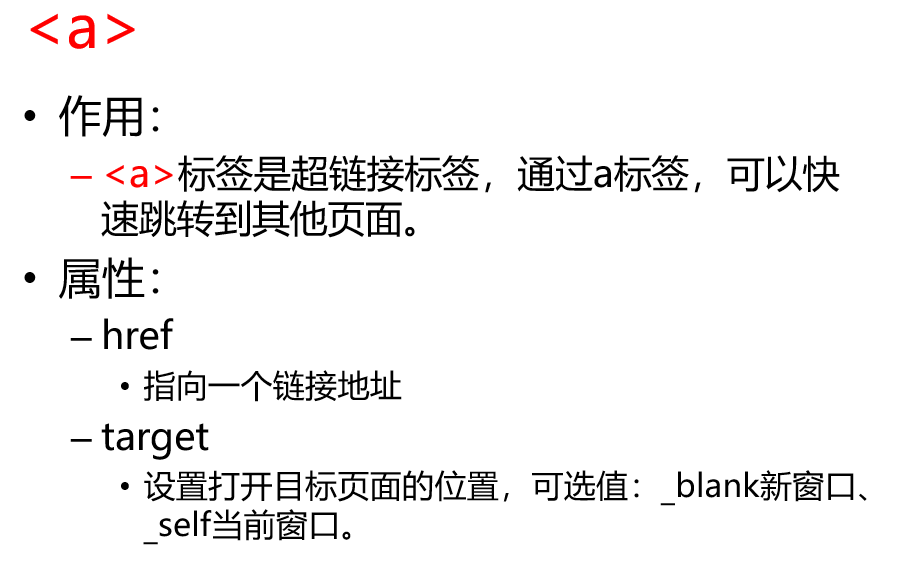 <a>
• 作用：
– <a>标签是超链接标签，通过a标签，可以快
速跳转到其他页面。
• 属性：
– href
• 指向一个链接地址
– target
• 设置打开目标页面的位置，可选值：_blank新窗口、
_self当前窗口。